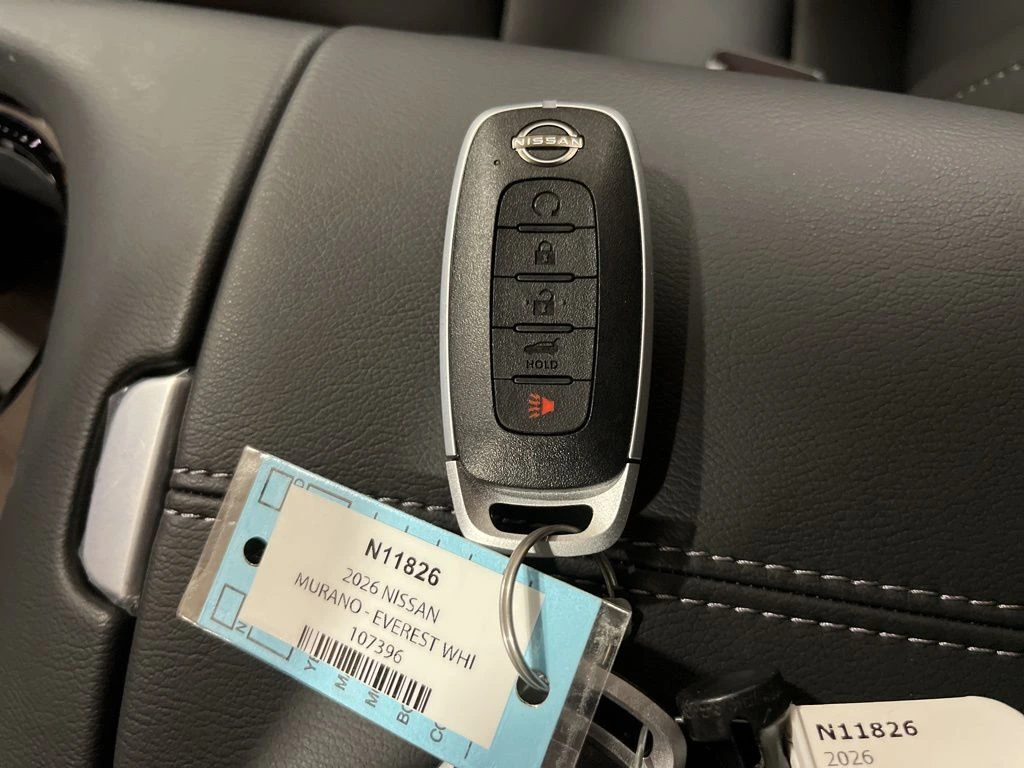 NISSAN
HOLD
N11826
2026 NISSAN
MURANO - EVEREST WHI
107396
N11826
2026